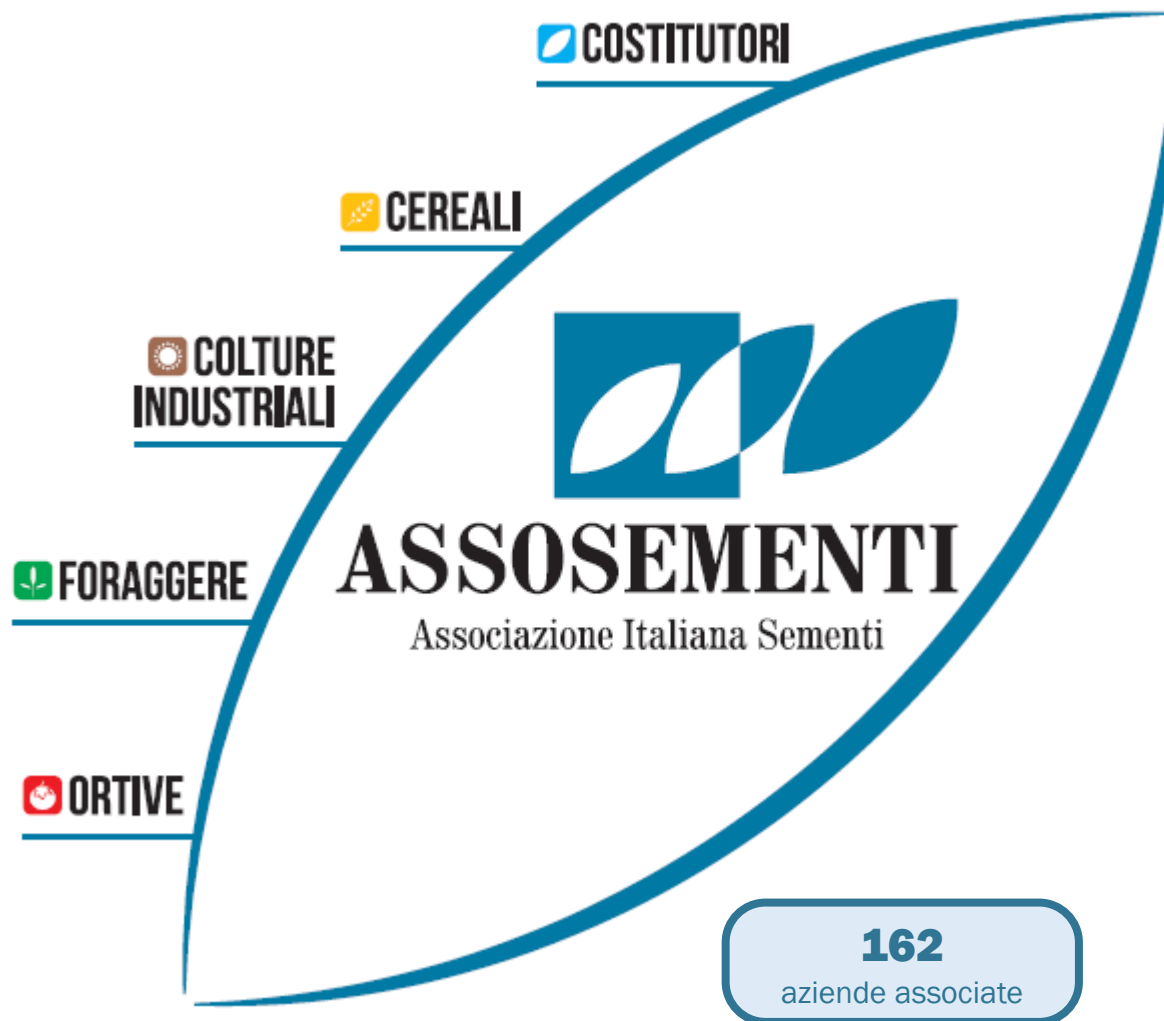 COSTITUTORI
CEREALI
COLTURE
INDUSTRIALI
FORAGGERE
ORTIVE
ASSOSEMENTI
Associazione Italiana Sementi
162
aziende associate